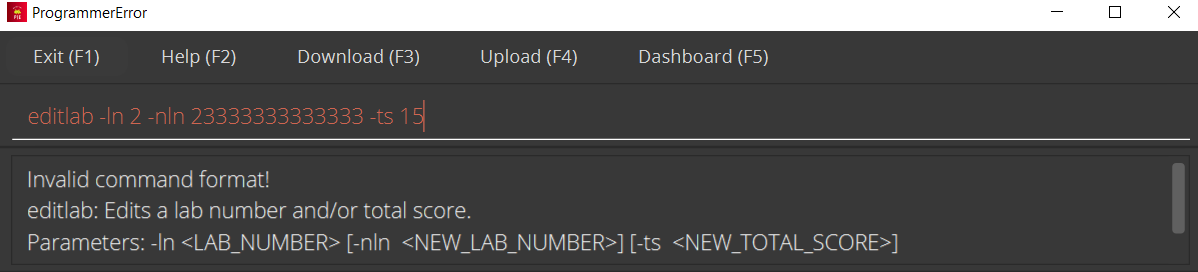 ProgrammerError
Exit (F1) Help (F2) Download (F3) Upload (F4) Dashboard (F5)
editlab -ln 2 -nln 23333333333333 -ts 15
Invalid command format!
editlab: Edits a lab number and/or total score.
Parameters: -ln <LAB_NUMBER> [-nln  <NEW_LAB_NUMBER>] [-ts  <NEW_TOTAL_SCORE>]